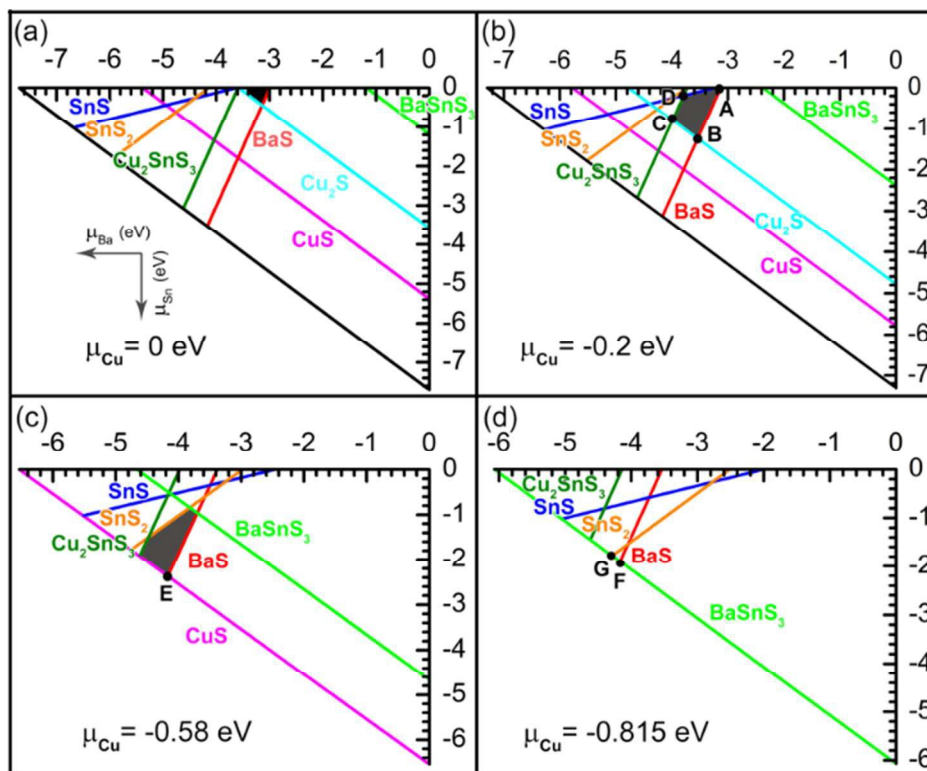 (a)
-7 -6 -5 -4 -3 -2 -1 0
0
-1
-2
-3
-4
-5
-6
-7
SnS
SnS₂
Cu₂SnS₃
BaS
BaSnS₃
Cu₂S
CuS
μBa (eV)
μSn (eV)
μCu= 0 eV
(b)
-7 -6 -5 -4 -3 -2 -1 0
0
-1
-2
-3
-4
-5
-6
-7
D
A
C
B
SnS
SnS₂
Cu₂SnS₃
BaS
BaSnS₃
Cu₂S
CuS
μCu= -0.2 eV
(c)
-6 -5 -4 -3 -2 -1 0
0
-1
-2
-3
-4
-5
-6
SnS
SnS₂
Cu₂SnS₃
BaSnS₃
BaS
E
CuS
μCu= -0.58 eV
(d)
-6 -5 -4 -3 -2 -1 0
0
-1
-2
-3
-4
-5
-6
Cu₂SnS₃
SnS
SnS₂
BaS
G
F
BaSnS₃
μCu= -0.815 eV